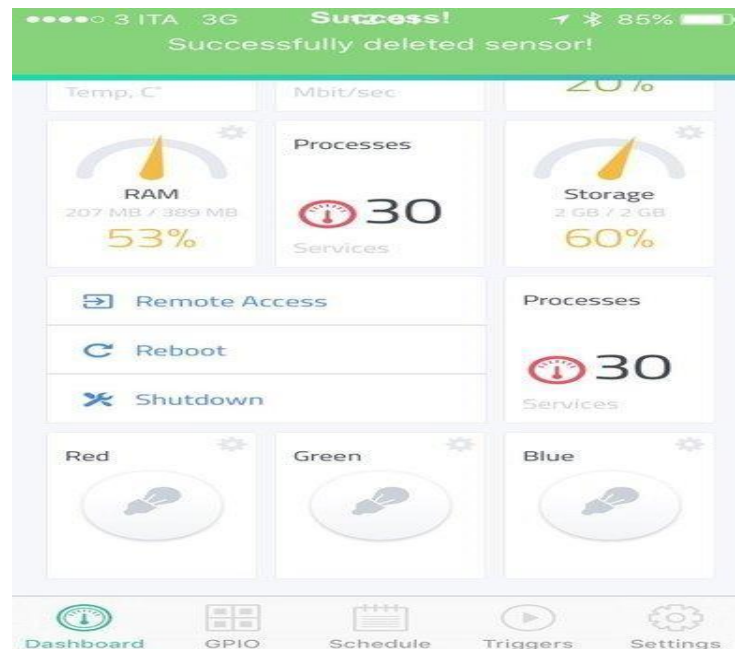 3 ITA 3G Success! 85%
Successfully deleted sensor!
Temp, C°
Mbit/sec
20%
RAM
207 MB / 389 MB
53%
Processes
30
Services
Storage
2 GB / 2 GB
60%
Remote Access
Reboot
Shutdown
Processes
30
Services
Red
Green
Blue
Dashboard
GPIO
Schedule
Triggers
Settings